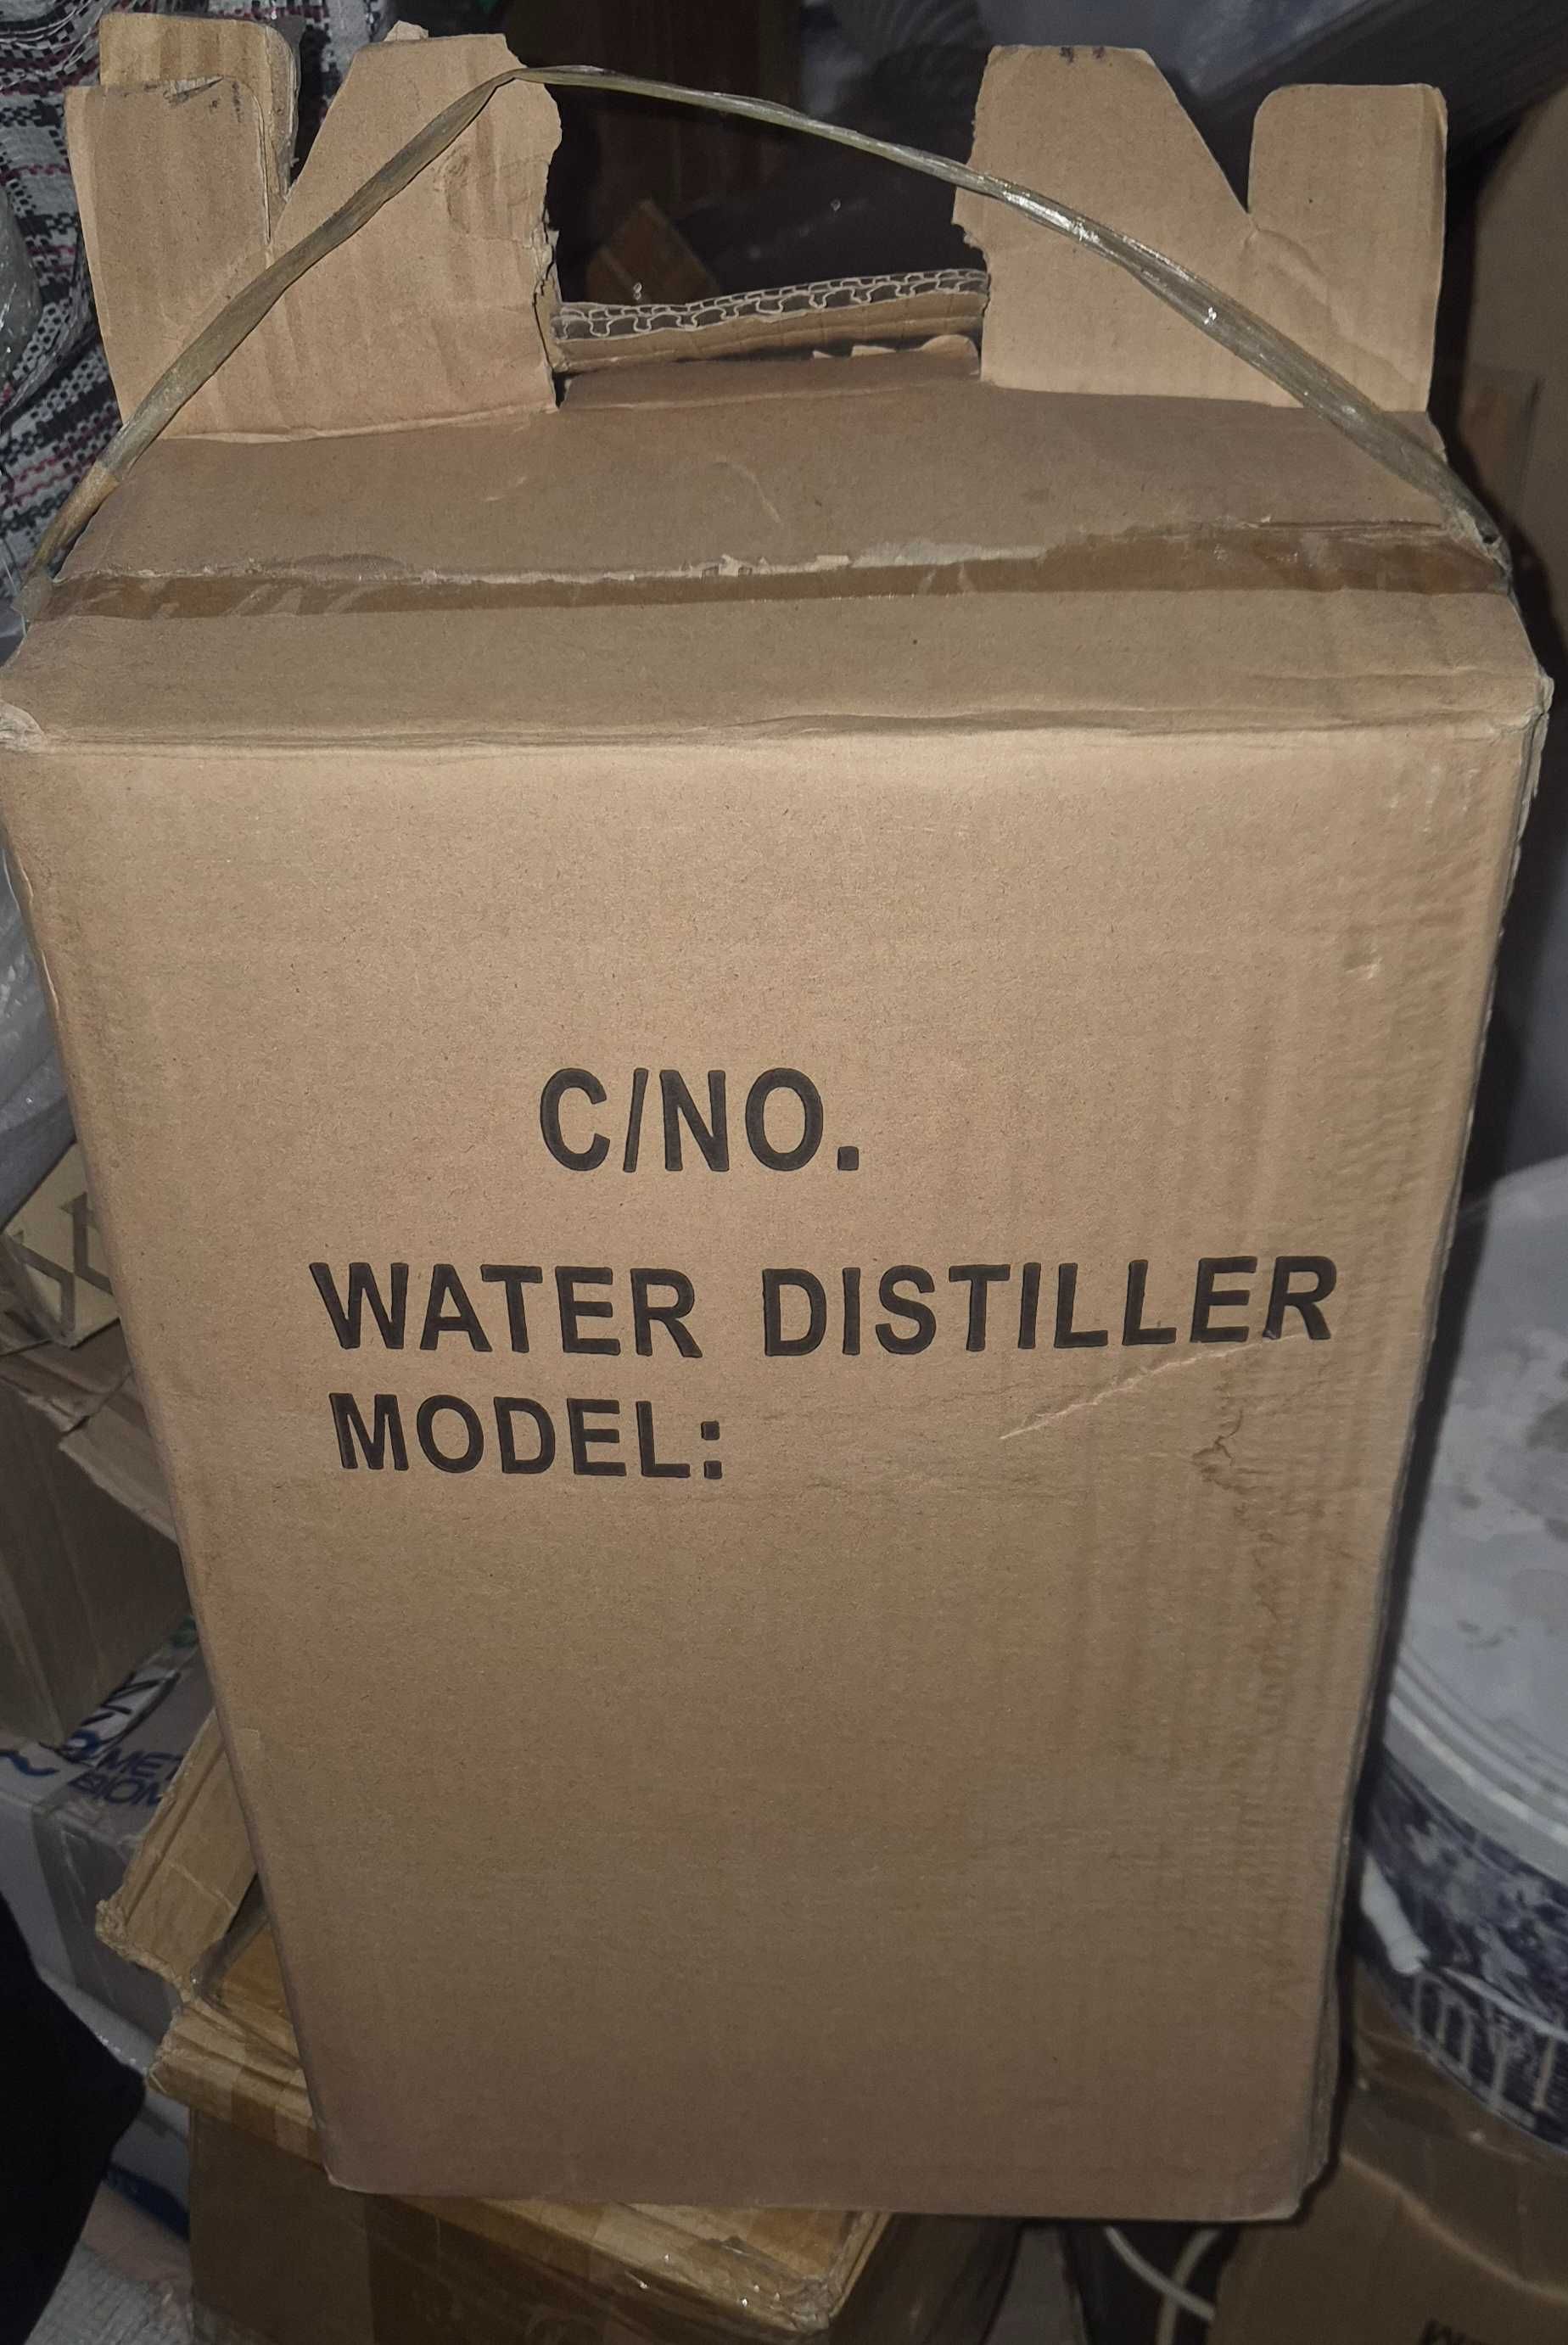 C/NO.
WATER DISTILLER
MODEL: